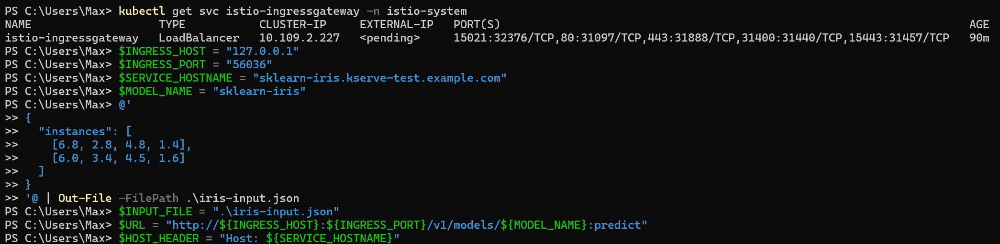 PS C:\Users\Max> kubectl get svc istio-ingressgateway -n istio-system
NAME                   TYPE           CLUSTER-IP     EXTERNAL-IP   PORT(S)                                                                      AGE
istio-ingressgateway   LoadBalancer   10.109.2.227   <pending>     15021:32376/TCP,80:31097/TCP,443:31888/TCP,31400:31440/TCP,15443:31457/TCP   90m
PS C:\Users\Max> $INGRESS_HOST = "127.0.0.1"
PS C:\Users\Max> $INGRESS_PORT = "56036"
PS C:\Users\Max> $SERVICE_HOSTNAME = "sklearn-iris.kserve-test.example.com"
PS C:\Users\Max> $MODEL_NAME = "sklearn-iris"
PS C:\Users\Max> @'
>> {
>>   "instances": [
>>     [6.8, 2.8, 4.8, 1.4],
>>     [6.0, 3.4, 4.5, 1.6]
>>   ]
>> }
>> '@ | Out-File -FilePath .\iris-input.json
PS C:\Users\Max> $INPUT_FILE = ".\iris-input.json"
PS C:\Users\Max> $URL = "http://${INGRESS_HOST}:${INGRESS_PORT}/v1/models/${MODEL_NAME}:predict"
PS C:\Users\Max> $HOST_HEADER = "Host: ${SERVICE_HOSTNAME}"